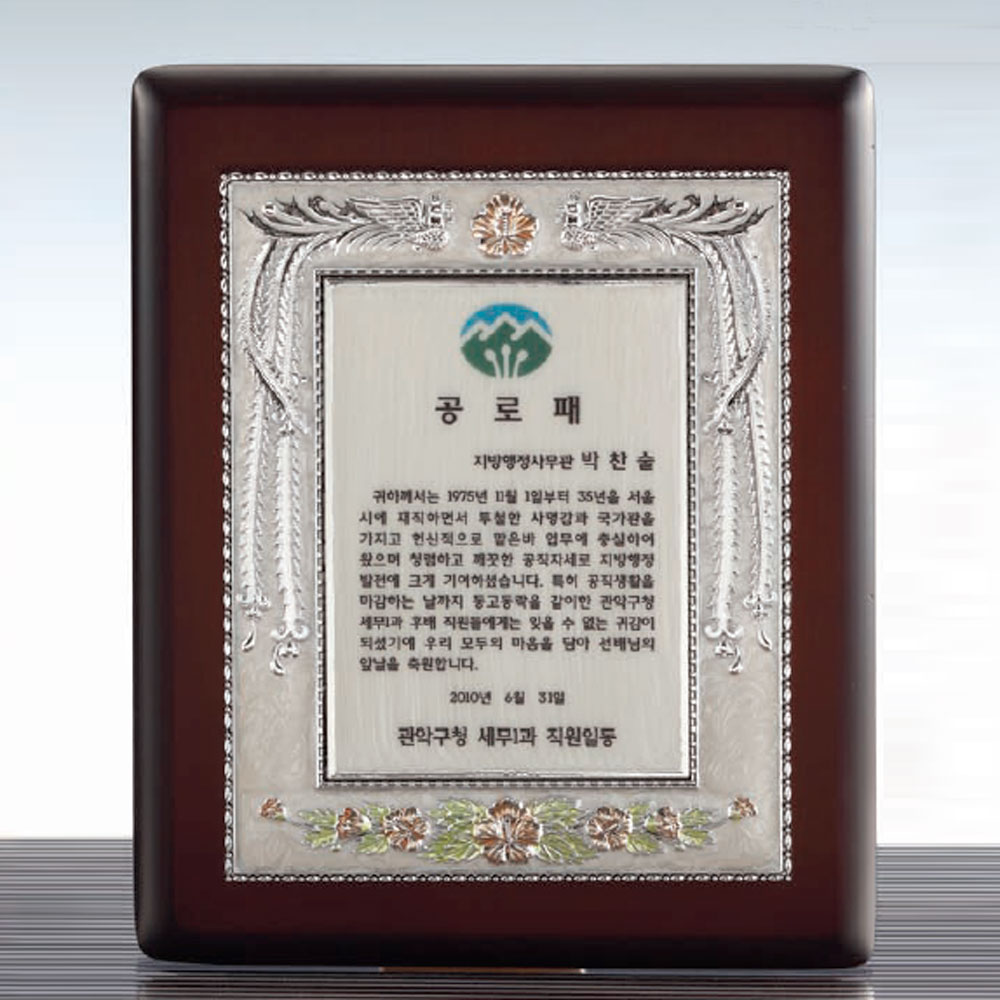 공로패
지방행정사무관 박찬술
귀하께서는 1975년 11월 1일부터 35년을 서울
시에 재직하면서 투철한 사명감과 국가관을
가지고 헌신적으로 맡은바 업무에 충실하여
왔으며 청렴하고 깨끗한 공직자세로 지방행정
발전에 크게 기여하셨습니다. 특히 공직생활을
마감하는 날까지 동고동락을 같이한 관악구청
세무1과 후배 직원들에게는 잊을 수 없는 귀감이
되셨기에 우리 모두의 마음을 담아 선배님의
앞날을 축원합니다.
2010년 6월 31일
관악구청 세무1과 직원일동